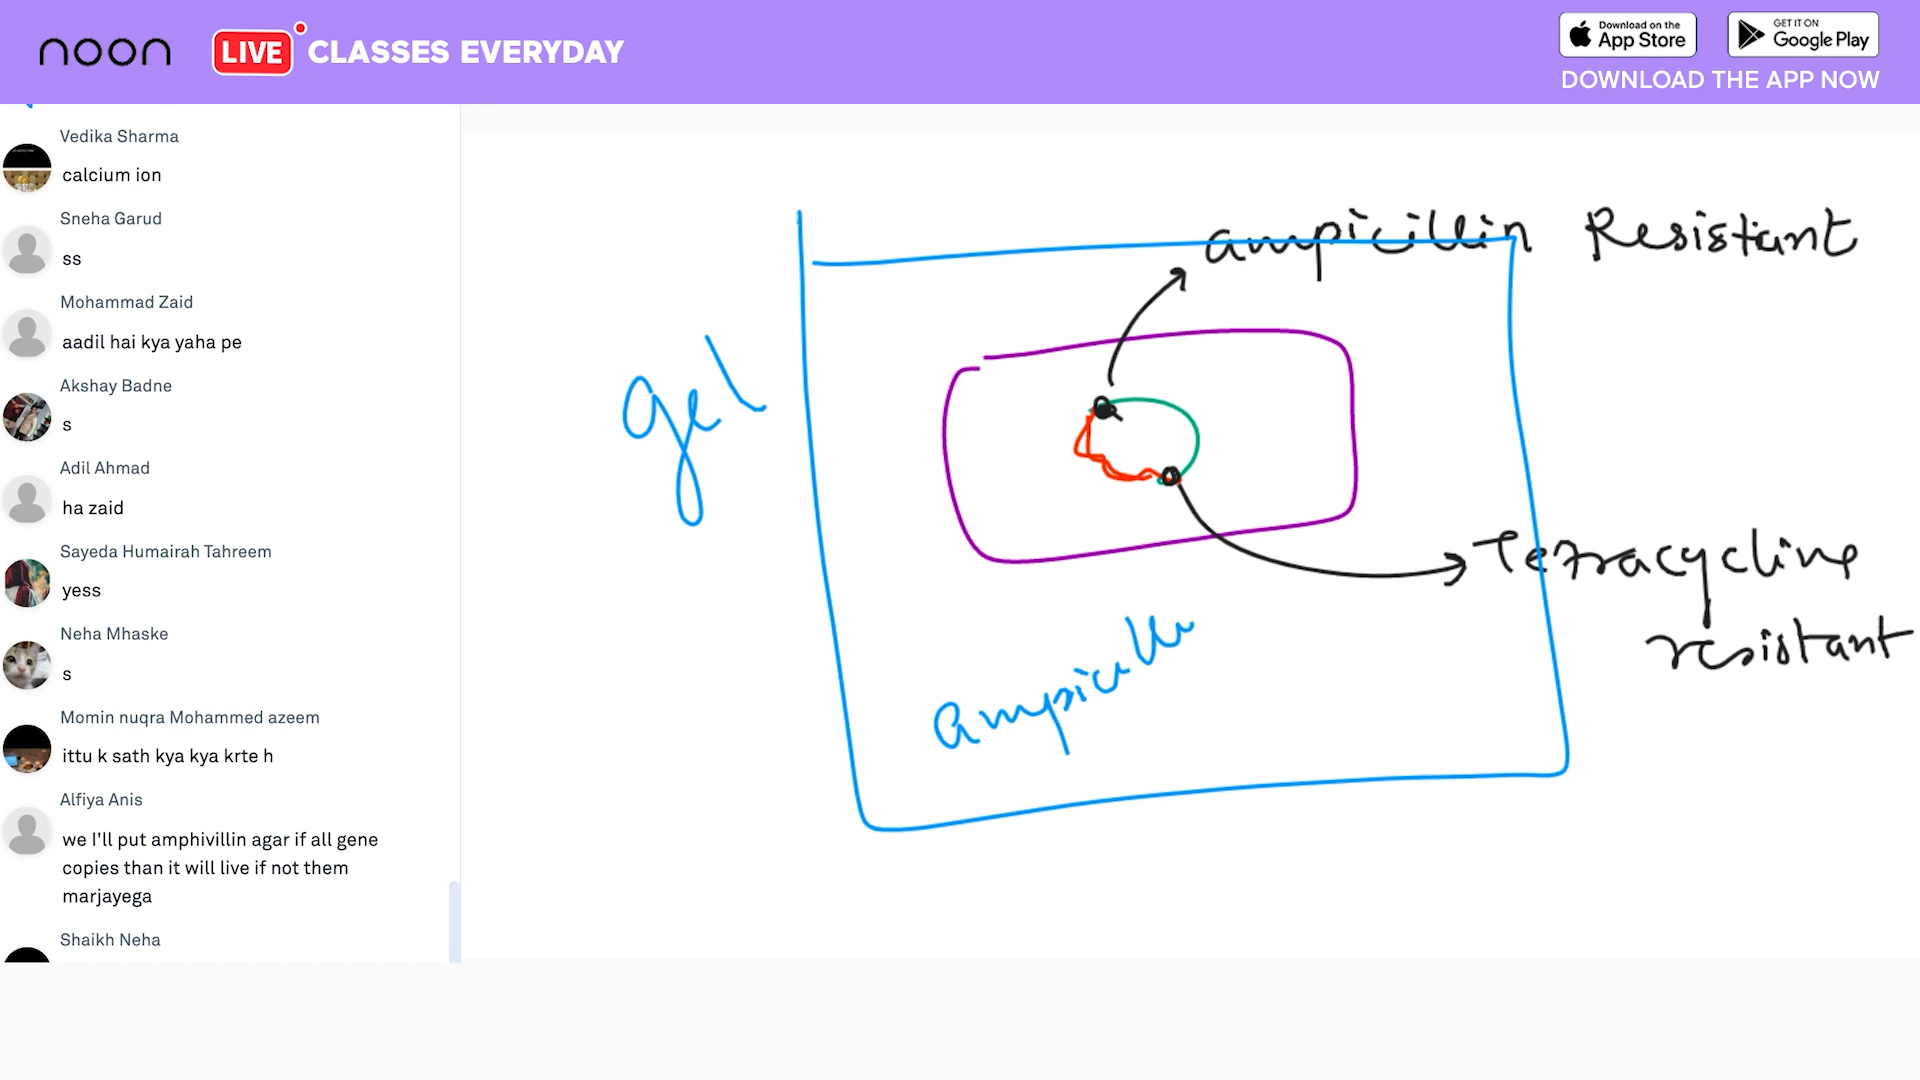 noon
LIVE CLASSES EVERYDAY
Download on the
App Store
GET IT ON
Google Play
DOWNLOAD THE APP NOW
Vedika Sharma
calcium ion
Sneha Garud
ss
Mohammad Zaid
aadil hai kya yaha pe
Akshay Badne
s
Adil Ahmad
ha zaid
Sayeda Humairah Tahreem
yess
Neha Mhaske
s
Momin nuqra Mohammed azeem
ittu k sath kya kya krte h
Alfiya Anis
we I'll put amphivillin agar if all gene
copies than it will live if not them
marjayega
Shaikh Neha
ampicillin Resistant
gel
Tetracycline
resistant